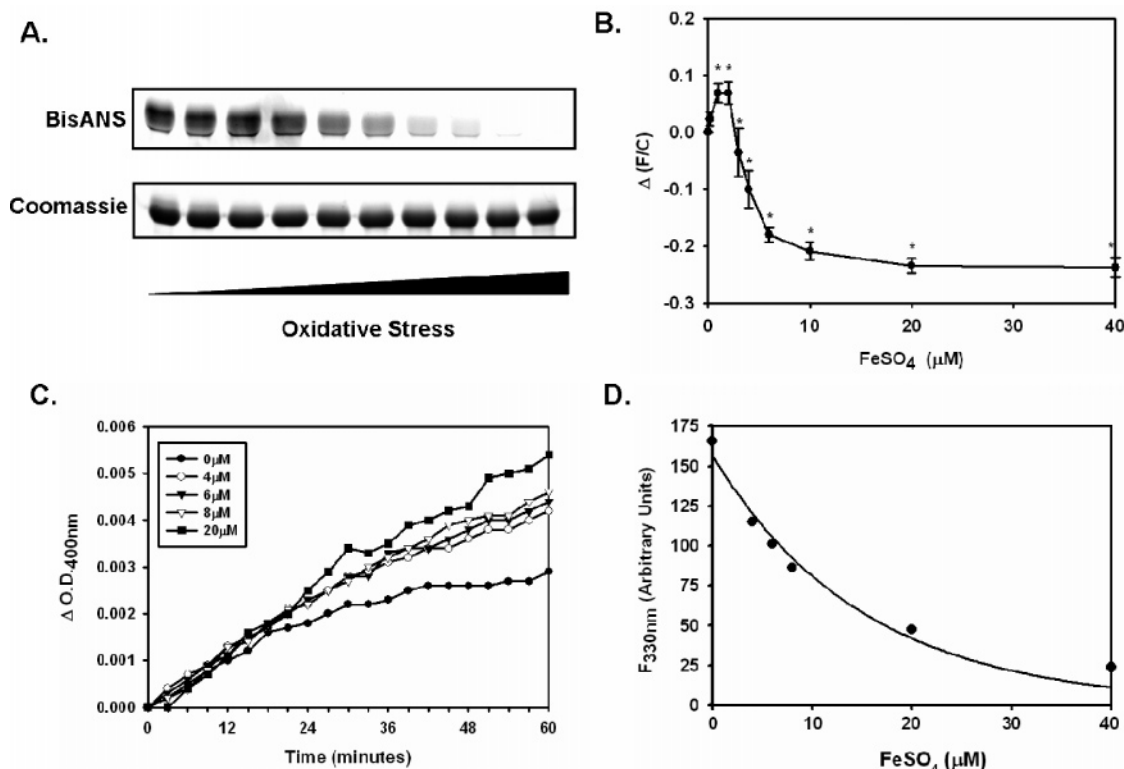 A.
BisANS
Coomassie
Oxidative Stress
B.
Δ (F/C)
0.2
0.1
0.0
-0.1
-0.2
-0.3
* *
*
*
*
*
*
*
0 10 20 30 40
FeSO4 (μM)
C.
Δ O.D.400nm
0.006
0.005
0.004
0.003
0.002
0.001
0.000
0μM
4μM
6μM
8μM
20μM
0 12 24 36 48 60
Time (minutes)
D.
F330nm (Arbitrary Units)
175
150
125
100
75
50
25
0
0 10 20 30 40
FeSO4 (μM)